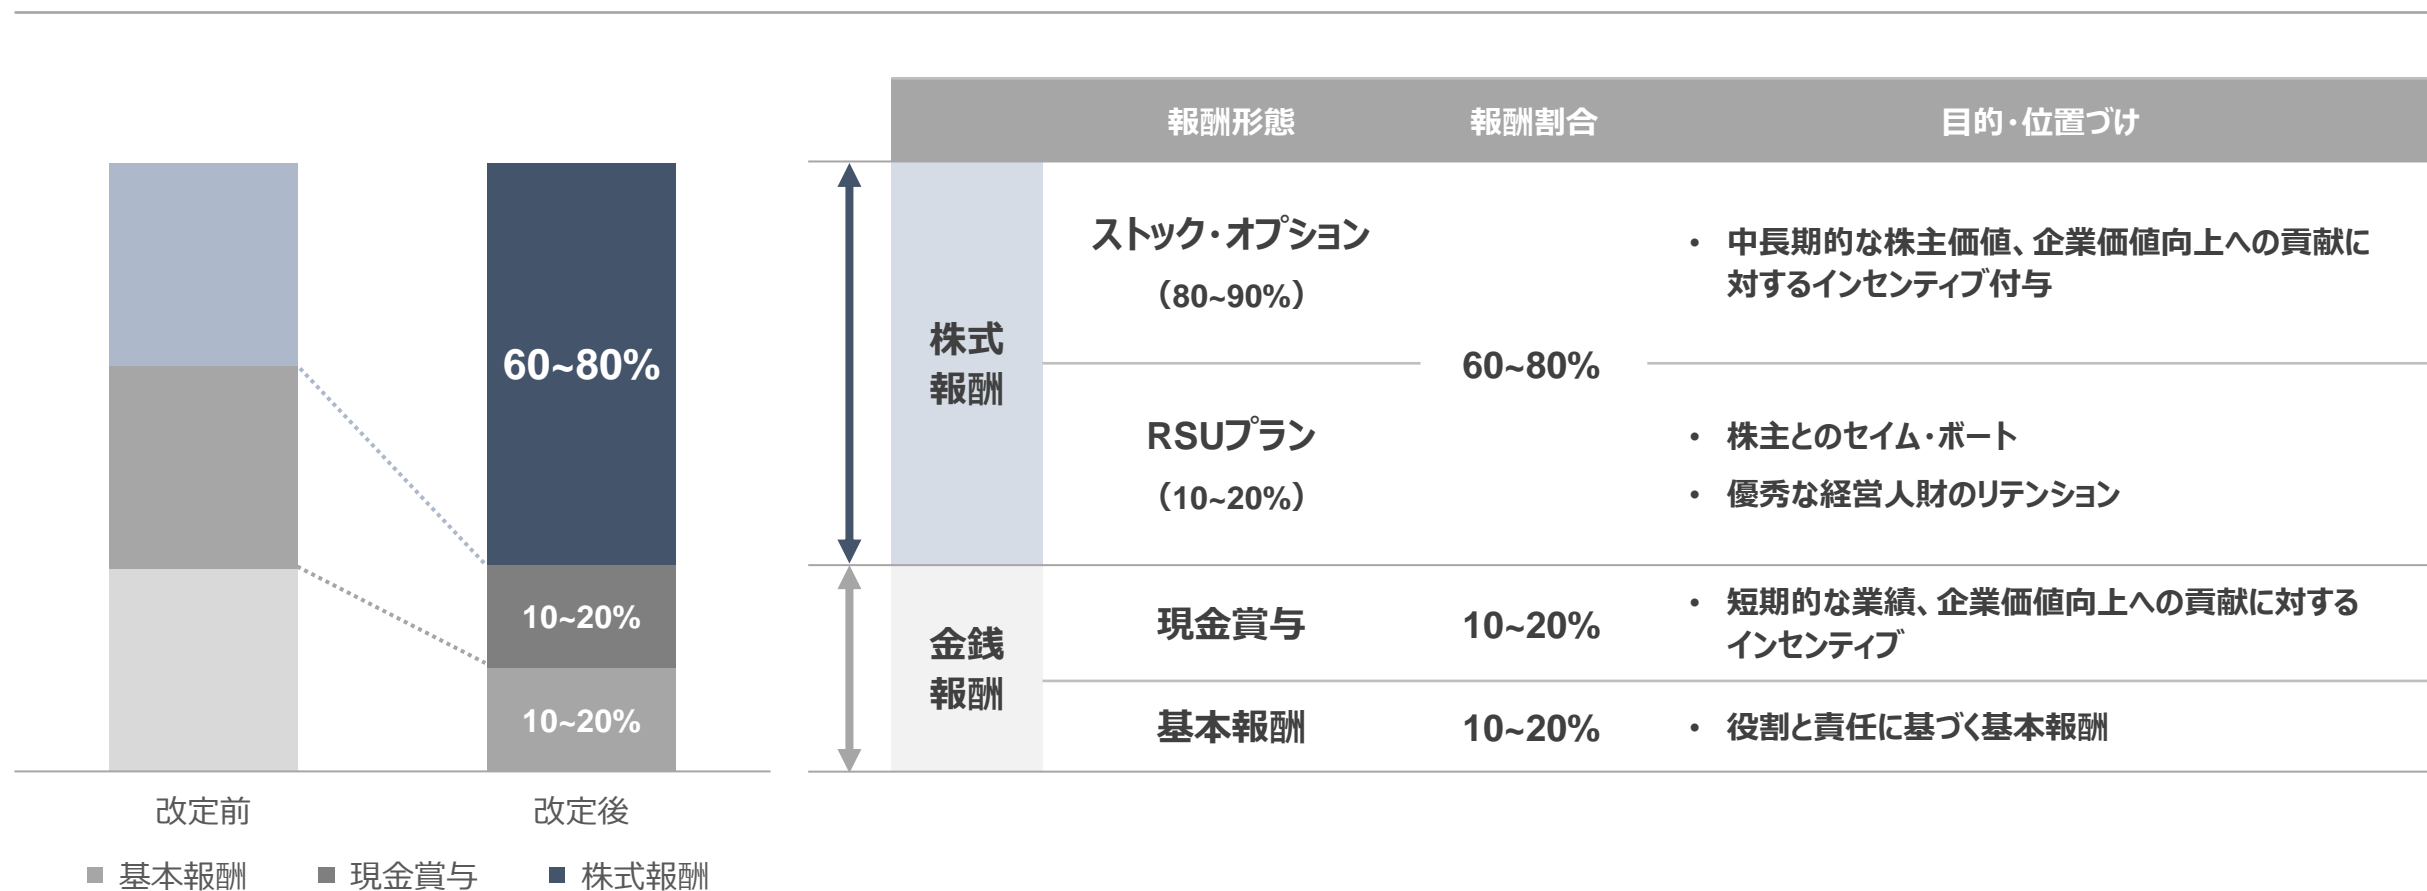 60~80%
10~20%
10~20%
改定前
改定後
基本報酬
現金賞与
株式報酬
報酬形態
報酬割合
目的・位置づけ
株式
報酬
ストック・オプション
（80~90%）
60~80%
• 中長期的な株主価値、企業価値向上への貢献に
対するインセンティブ付与
RSUプラン
（10~20%）
• 株主とのセイム・ボート
• 優秀な経営人財のリテンション
金銭
報酬
現金賞与
10~20%
• 短期的な業績、企業価値向上への貢献に対する
インセンティブ
基本報酬
10~20%
• 役割と責任に基づく基本報酬